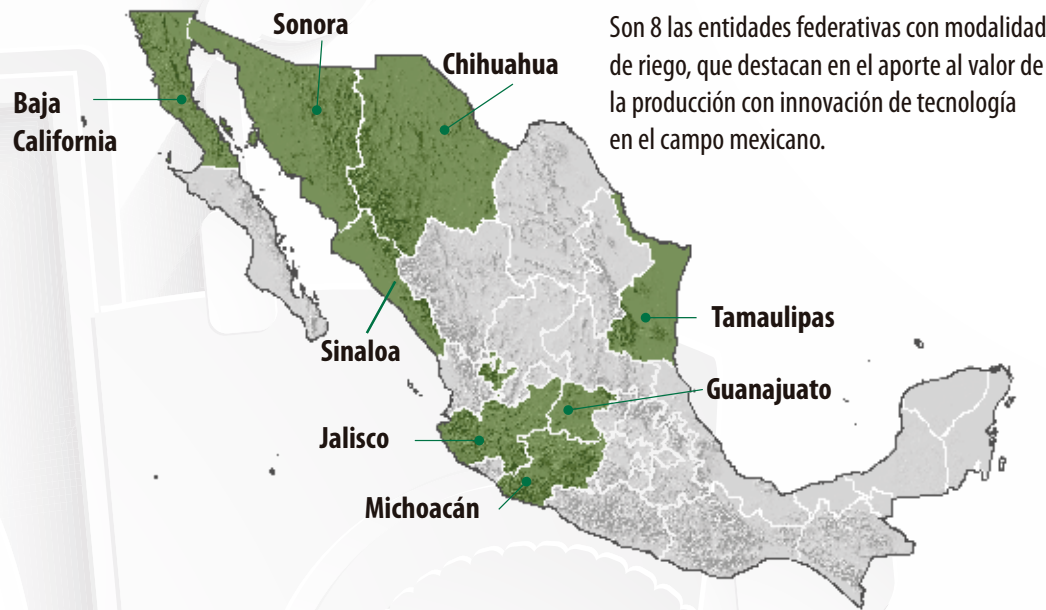 Son 8 las entidades federativas con modalidad
de riego, que destacan en el aporte al valor de
la producción con innovación de tecnología
en el campo mexicano.
Sonora
Chihuahua
Baja
California
Sinaloa
Tamaulipas
Guanajuato
Jalisco
Michoacán